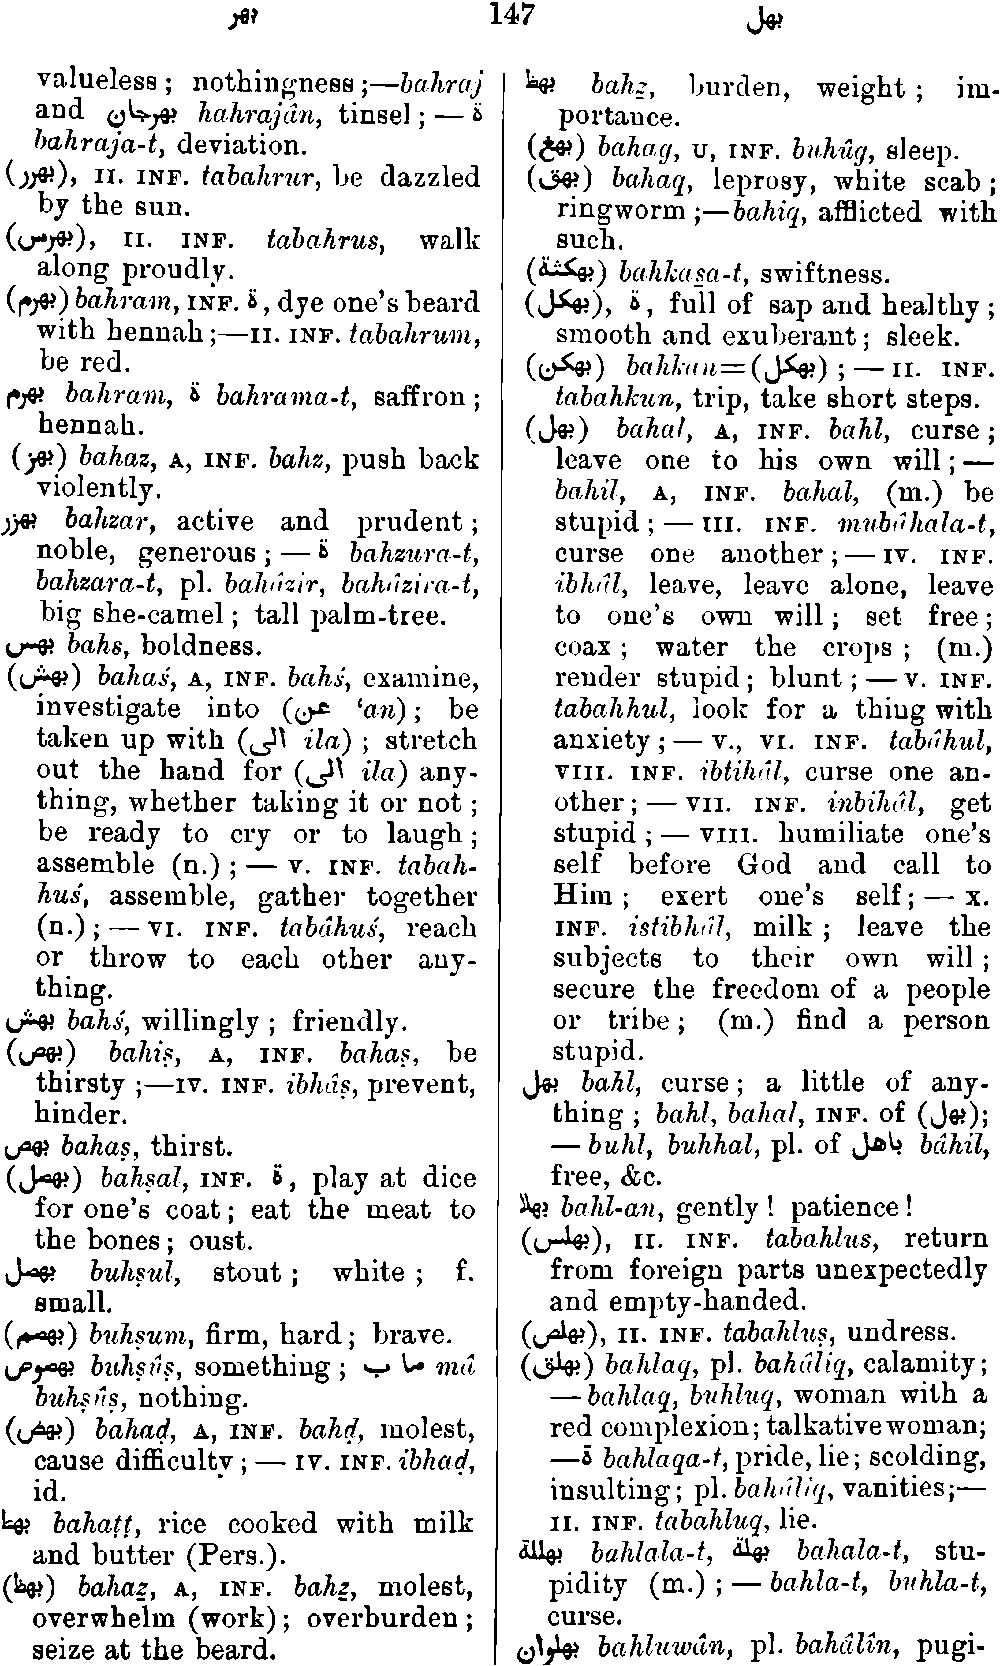 بهر 147 بهل
valueless; nothingness;—bahraj
and بهرجان hahrajân, tinsel; — ة
bahraja-t, deviation.
(بهرر), II. INF. tabahrur, be dazzled
by the sun.
(بهرس), II. INF. tabahrus, walk
along proudly.
(بهرم) bahram, INF. ة, dye one's beard
with hennah;—II. INF. tabahrum,
be red.
بهرم bahram, ة bahrama-t, saffron;
hennah.
(بهز) bahaz, A, INF. bahz, push back
violently.
بهزر bahzar, active and prudent;
noble, generous; — ة bahzura-t,
bahzara-t, pl. bahâzir, bahâzira-t,
big she-camel; tall palm-tree.
بهس bahs, boldness.
(بهش) bahaś, A, INF. bahś, examine,
investigate into (عن ‘an); be
taken up with (الى ila); stretch
out the hand for (الى ila) any-
thing, whether taking it or not;
be ready to cry or to laugh;
assemble (n.); — V. INF. tabah-
huś, assemble, gather together
(n.); — VI. INF. tabâhuś, reach
or throw to each other any-
thing.
بهش bahś, willingly; friendly.
(بهص) bahiṣ, A, INF. bahaṣ, be
thirsty;—IV. INF. ibhâṣ, prevent,
hinder.
بهص bahaṣ, thirst.
(بهصل) bahṣal, INF. ة, play at dice
for one's coat; eat the meat to
the bones; oust.
بهصل buhṣul, stout; white; f.
small.
(بهصم) buhṣum, firm, hard; brave.
بهصوص buhṣûṣ, something; ما ب mâ
buhṣûṣ, nothing.
(بهض) bahaḍ, A, INF. bahḍ, molest,
cause difficulty; — IV. INF. ibhaḍ,
id.
بهط bahaṭṭ, rice cooked with milk
and butter (Pers.).
(بهظ) bahaẓ, A, INF. bahẓ, molest,
overwhelm (work); overburden;
seize at the beard.
بهظ bahẓ, burden, weight; im-
portance.
(بهغ) bahag, U, INF. buhûg, sleep.
(بهق) bahaq, leprosy, white scab;
ringworm;—bahiq, afflicted with
such.
(بهكثة) bahkas̱a-t, swiftness.
(بهكل), ة, full of sap and healthy;
smooth and exuberant; sleek.
(بهكن) bahkan=(بهكل); — II. INF.
tabahkun, trip, take short steps.
(بهل) bahal, A, INF. bahl, curse;
leave one to his own will; —
bahil, A, INF. bahal, (m.) be
stupid; — III. INF. mubâhala-t,
curse one another; — IV. INF.
ibhâl, leave, leave alone, leave
to one's own will; set free;
coax; water the crops; (m.)
render stupid; blunt; — V. INF.
tabahhul, look for a thing with
anxiety; — V., VI. INF. tabâhul,
VIII. INF. ibtihâl, curse one an-
other; — VII. INF. inbihâl, get
stupid; — VIII. humiliate one's
self before God and call to
Him; exert one's self; — X.
INF. istibhâl, milk; leave the
subjects to their own will;
secure the freedom of a people
or tribe; (m.) find a person
stupid.
بهل bahl, curse; a little of any-
thing; bahl, bahal, INF. of (بهل);
— buhl, buhhal, pl. of باهل bâhil,
free, &c.
بهلا bahl-an, gently! patience!
(بهلس), II. INF. tabahlus, return
from foreign parts unexpectedly
and empty-handed.
(بهلص), II. INF. tabahluṣ, undress.
(بهلق) bahlaq, pl. bahâliq, calamity;
— bahlaq, buhluq, woman with a
red complexion; talkative woman;
—ة bahlaqa-t, pride, lie; scolding,
insulting; pl. bahâliq, vanities;—
II. INF. tabahluq, lie.
بهللة bahlala-t, بهلة bahala-t, stu-
pidity (m.); — bahla-t, buhla-t,
curse.
بهلوان bahluwân, pl. bahâlîn, pugi-